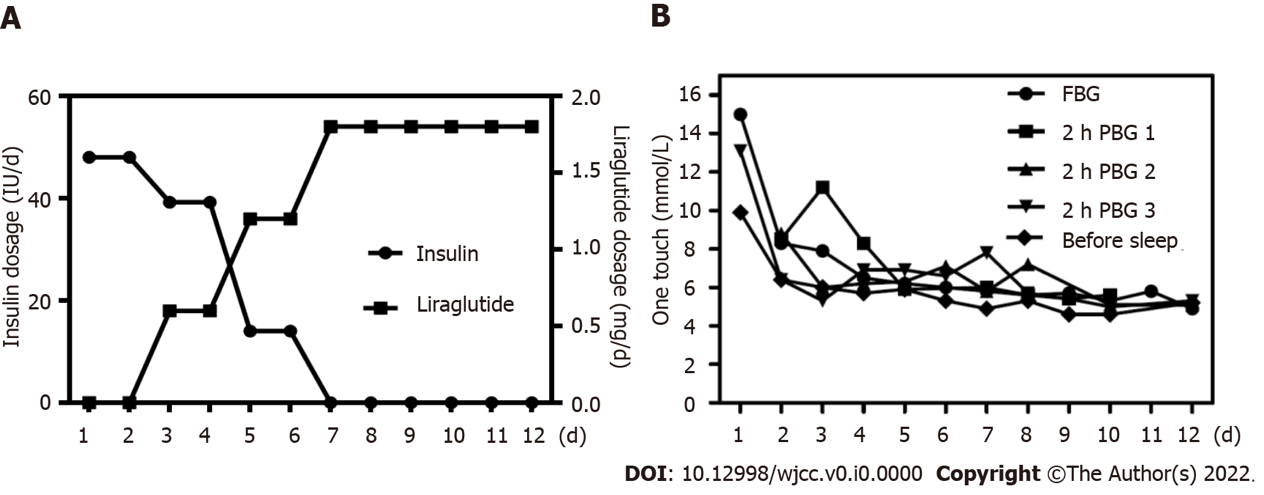 A
B
60
40
20
0
Insulin dosage (IU/d)
2.0
1.5
1.0
0.5
0.0
Liraglutide dosage (mg/d)
Insulin
Liraglutide
1 2 3 4 5 6 7 8 9 10 11 12 (d)
16
14
12
10
8
6
4
2
0
One touch (mmol/L)
FBG
2 h PBG 1
2 h PBG 2
2 h PBG 3
Before sleep
1 2 3 4 5 6 7 8 9 10 11 12 (d)
DOI: 10.12998/wjcc.v0.i0.0000 Copyright ©The Author(s) 2022.